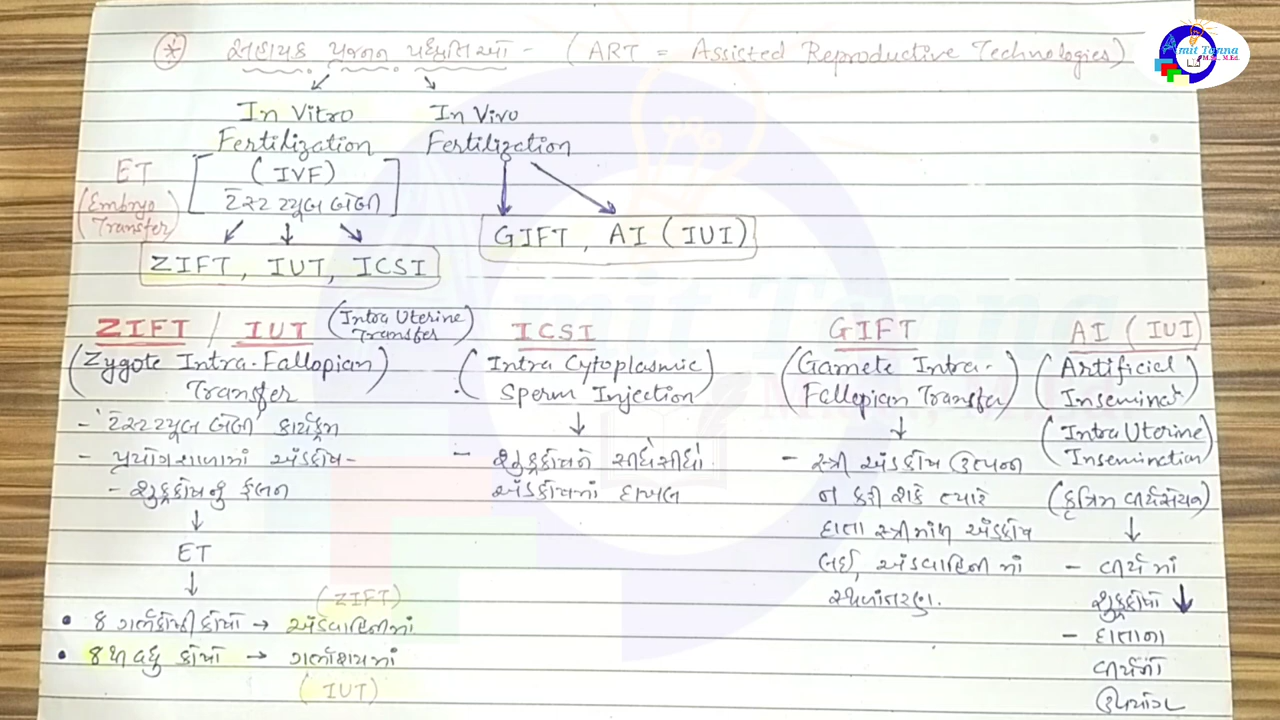 * સહાયક પ્રજનન પદ્ધતિઓ - (ART = Assisted Reproductive Technologies)
Amit Tanna
M.Sc., M.Ed.
In Vitro
Fertilization
In Vivo
Fertilization
ET
(Embryo
Transfer)
(IVF)
ટેસ્ટ ટ્યુબ બેબી
ZIFT, IUT, ICSI
GIFT, AI (IUI)
ZIFT / IUT (Intra Uterine
Transfer)
(Zygote Intra-Fallopian
Transfer)
- ટેસ્ટ ટ્યુબ બેબી કાર્યક્રમ
- પ્રયોગશાળામાં અંડકોષ-
- શુક્રકોષનું ફલન
↓
ET
↓
(ZIFT)
• 8 ગર્ભકોષ્ઠી કોષો → અંડવાહિનીમાં
• 8 થી વધુ કોષો → ગર્ભાશયમાં
(IUT)
ICSI
(Intra Cytoplasmic
Sperm Injection)
↓
- શુક્રકોષને સીધેસીધો
અંડકોષમાં દાખલ
GIFT
(Gamete Intra-
Fallopian Transfer)
↓
- સ્ત્રી અંડકોષ ઉત્પન્ન
ન કરી શકે ત્યારે
દાતા સ્ત્રીમાંથી અંડકોષ
લઈ, અંડવાહિની માં
સ્થળાંતરણ.
AI (IUI)
(Artificial
Inseminat)
(Intra Uterine
Insemination)
(કૃત્રિમ વીર્યસેચન)
↓
- વીર્યમાં
શુક્રકોષો ↓
- દાતાના
વીર્યનો
ઉપયોગ